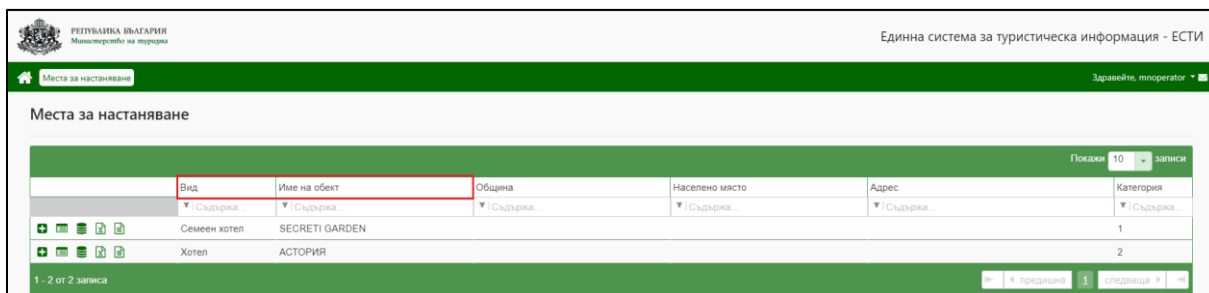 РЕПУБЛИКА БЪЛГАРИЯ
Министерство на туризма
Единна система за туристическа информация - ЕСТИ
Места за настаняване
Здравейте, mnoperator
Места за настаняване
Покажи 10 записи
Вид Име на обект Община Населено място Адрес Категория
Съдържа... Съдържа... Съдържа... Съдържа... Съдържа... Съдържа...
Семеен хотел SECRETI GARDEN 1
Хотел АСТОРИЯ 2
1 - 2 от 2 записа предишна 1 следваща